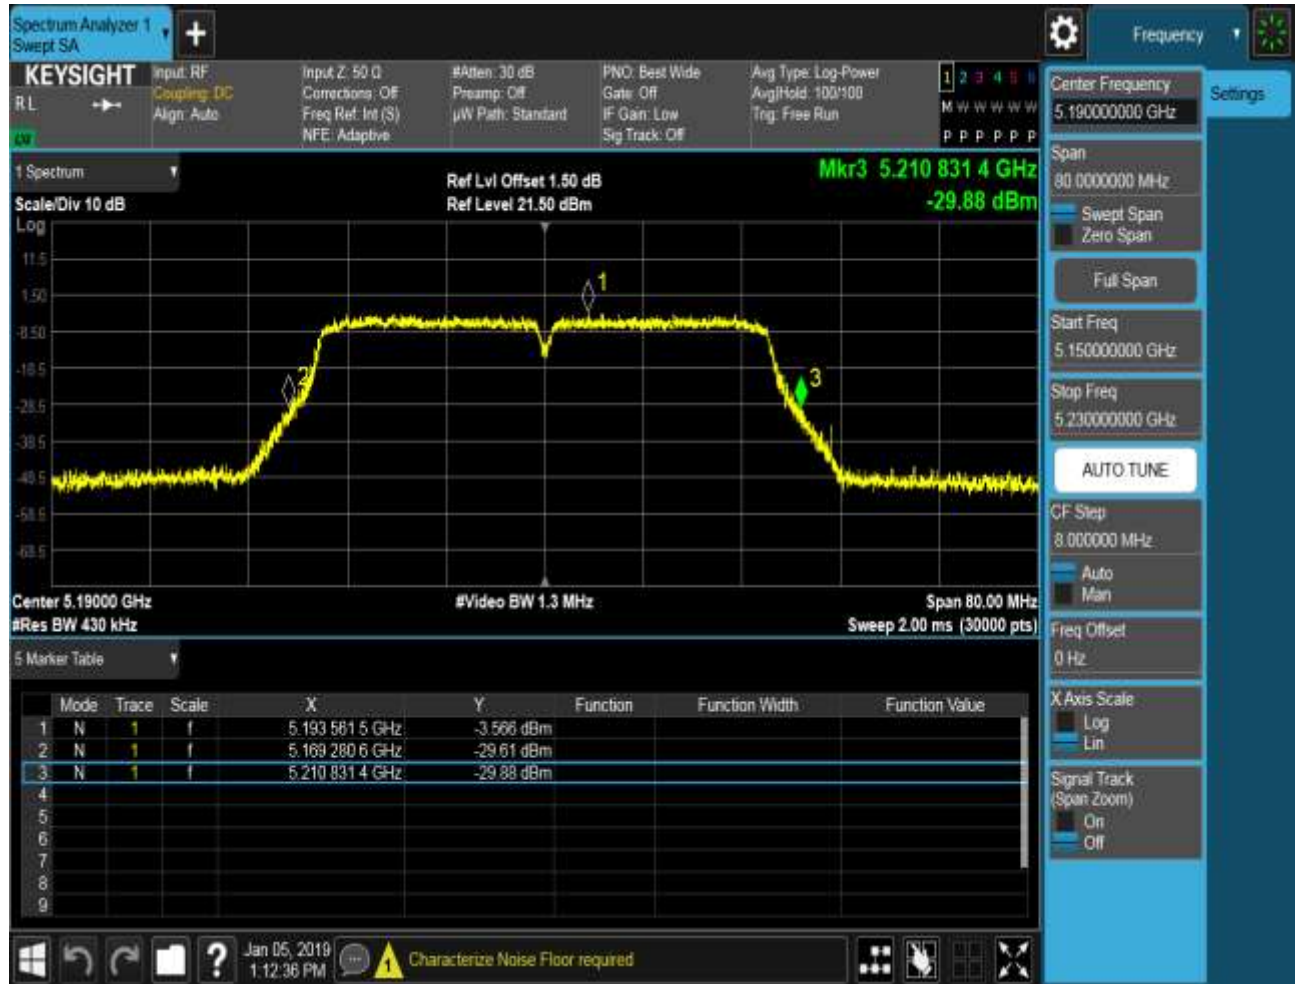 Spectrum Analyzer 1
Swept SA
Frequency
KEYSIGHT
RL
Input: RF
Coupling: DC
Align: Auto
Input Z: 50 Ω
Corrections: Off
Freq Ref: Int (S)
NFE: Adaptive
#Atten: 30 dB
Preamp: Off
µW Path: Standard
PNO: Best Wide
Gate: Off
IF Gain: Low
Sig Track: Off
Avg Type: Log-Power
Avg|Hold: 100/100
Trig: Free Run
1 2 3 4 5 6
M W W W W W
P P P P P P
1 Spectrum
Scale/Div 10 dB
Log
Ref Lvl Offset 1.50 dB
Ref Level 21.50 dBm
Mkr3 5.210 831 4 GHz
-29.88 dBm
11.5
1.50
-8.50
-18.5
-28.5
-38.5
-48.5
-58.5
-68.5
1
2
3
Center 5.19000 GHz
#Res BW 430 kHz
#Video BW 1.3 MHz
Span 80.00 MHz
Sweep 2.00 ms (30000 pts)
5 Marker Table
Mode Trace Scale X Y Function Function Width Function Value
1 N 1 f 5.193 561 5 GHz -3.566 dBm
2 N 1 f 5.169 280 6 GHz -29.61 dBm
3 N 1 f 5.210 831 4 GHz -29.88 dBm
4
5
6
7
8
9
Jan 05, 2019
1:12:36 PM
Characterize Noise Floor required
Center Frequency
5.190000000 GHz
Settings
Span
80.0000000 MHz
Swept Span
Zero Span
Full Span
Start Freq
5.150000000 GHz
Stop Freq
5.230000000 GHz
AUTO TUNE
CF Step
8.000000 MHz
Auto
Man
Freq Offset
0 Hz
X Axis Scale
Log
Lin
Signal Track
(Span Zoom)
On
Off